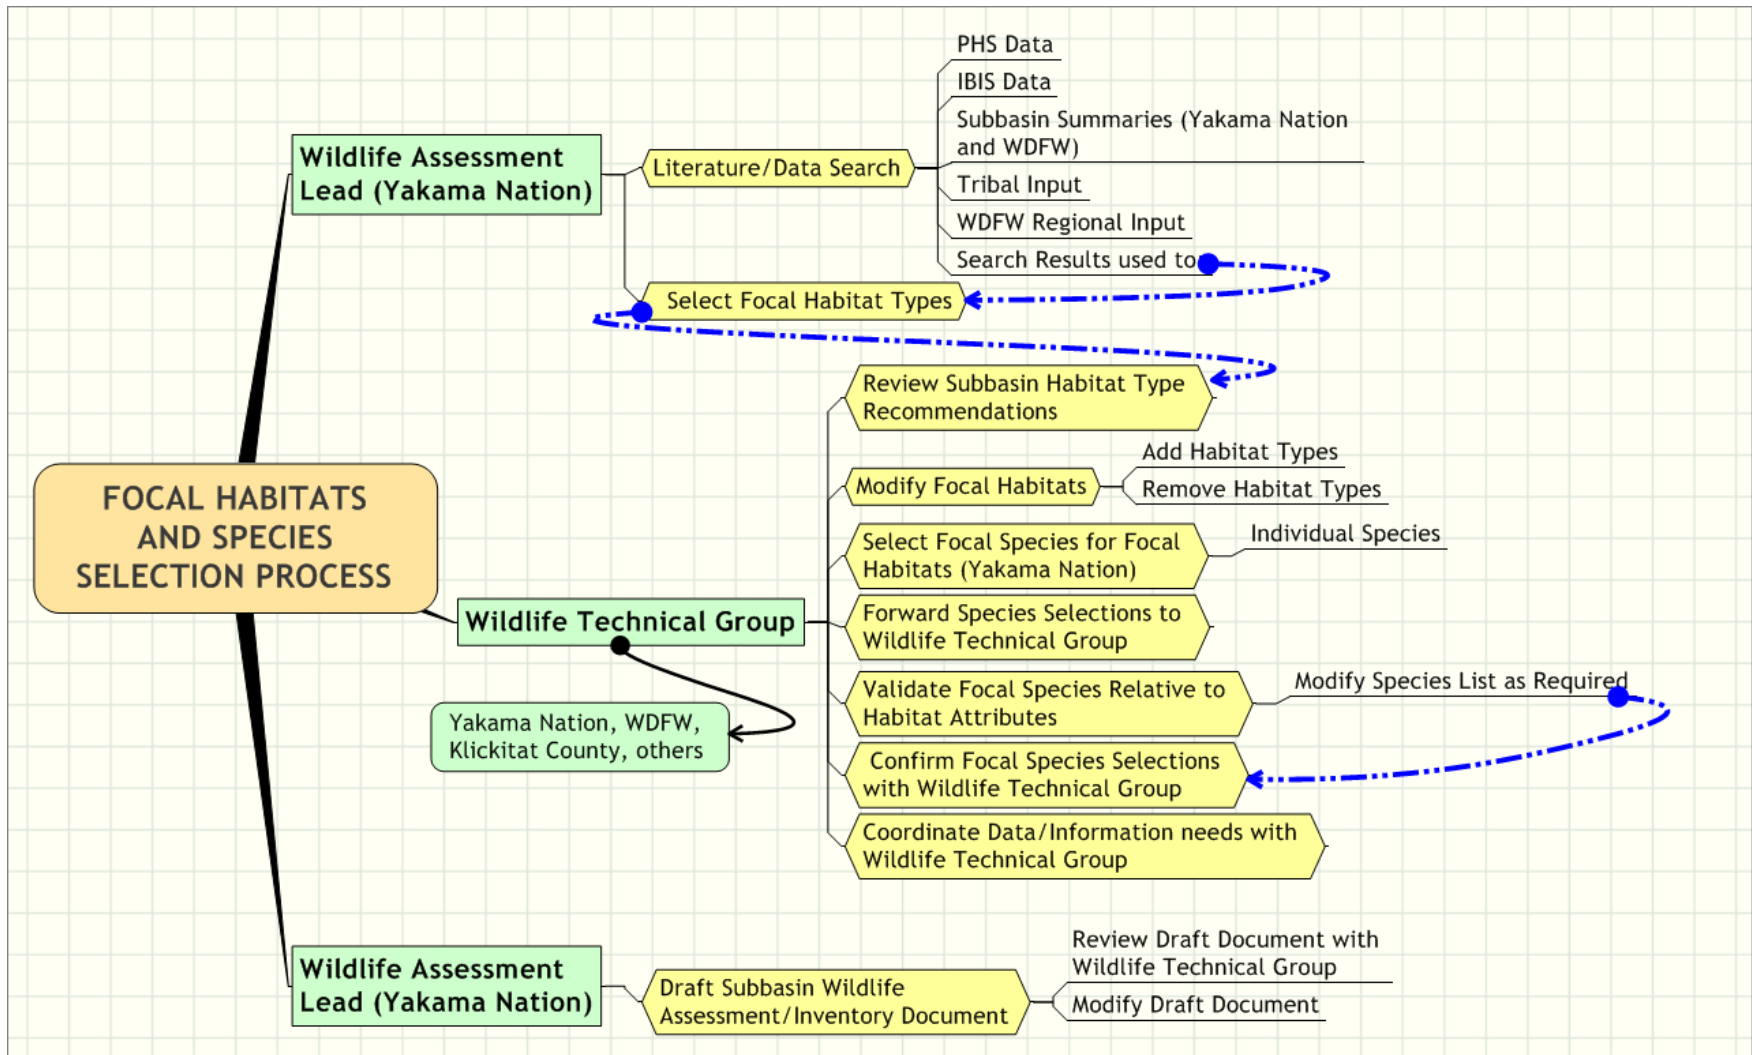 PHS Data
IBIS Data
Subbasin Summaries (Yakama Nation
and WDFW)
Tribal Input
WDFW Regional Input
Search Results used to
Wildlife Assessment
Lead (Yakama Nation)
Literature/Data Search
Select Focal Habitat Types
Review Subbasin Habitat Type
Recommendations
Modify Focal Habitats
Add Habitat Types
Remove Habitat Types
Select Focal Species for Focal
Habitats (Yakama Nation)
Individual Species
FOCAL HABITATS
AND SPECIES
SELECTION PROCESS
Wildlife Technical Group
Forward Species Selections to
Wildlife Technical Group
Validate Focal Species Relative to
Habitat Attributes
Modify Species List as Required
Yakama Nation, WDFW,
Klickitat County, others
Confirm Focal Species Selections
with Wildlife Technical Group
Coordinate Data/Information needs with
Wildlife Technical Group
Wildlife Assessment
Lead (Yakama Nation)
Draft Subbasin Wildlife
Assessment/Inventory Document
Review Draft Document with
Wildlife Technical Group
Modify Draft Document